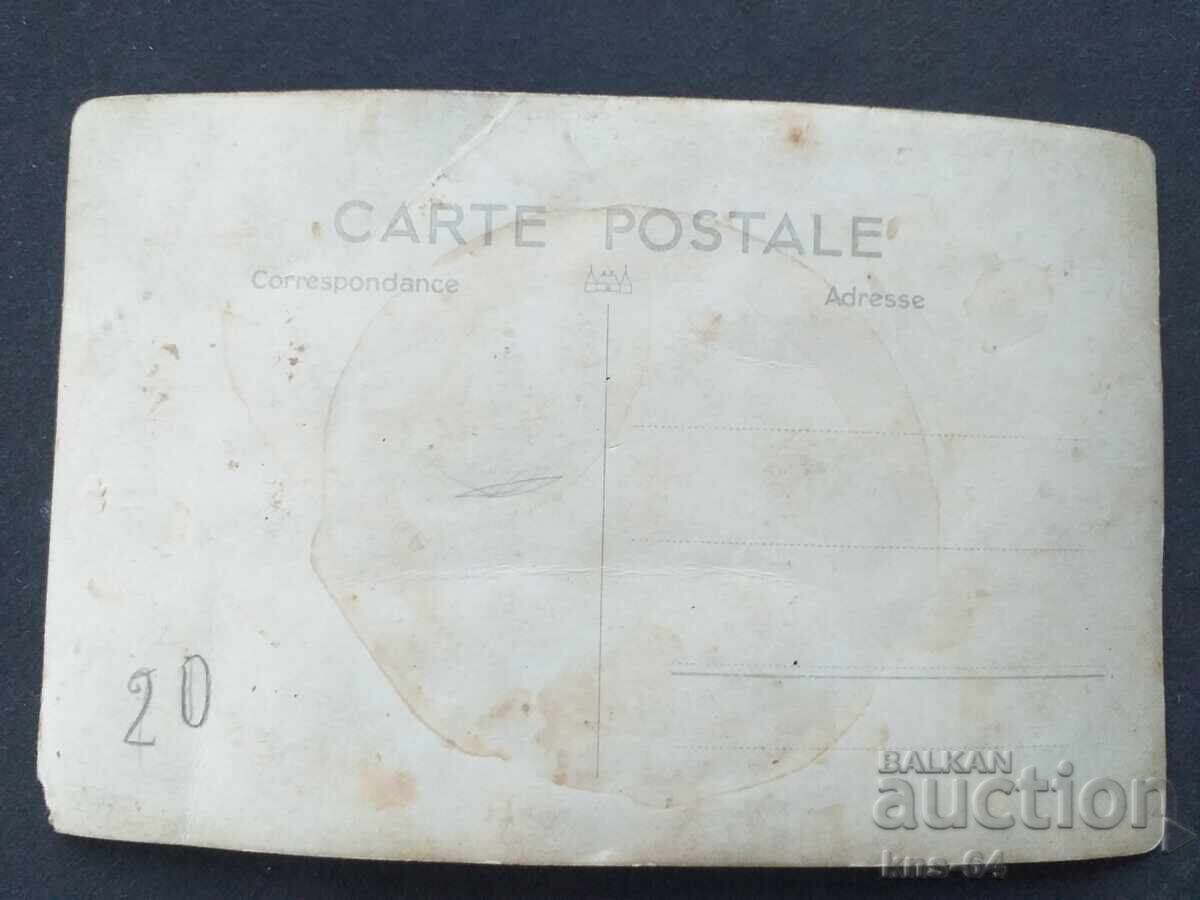 CARTE POSTALE
Correspondance
Adresse
20
BALKAN
auction
kns-64